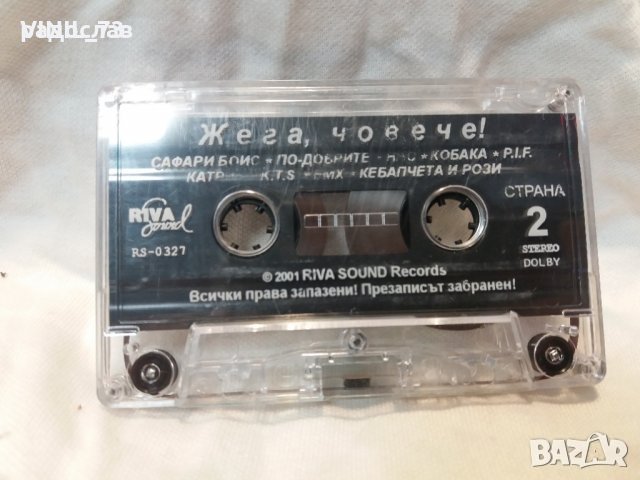 Жега, човече!
САФАРИ БОИС * ПО-ДОБРИТЕ * КОБАКА * P.I.F.
K.T.S * КЕБАПЧЕТА И РОЗИ
RIVA Sound
RS-0327
СТРАНА
2
STEREO
DOLBY
© 2001 RIVA SOUND Records
Всички права запазени! Презаписът забранен!
BAZAR